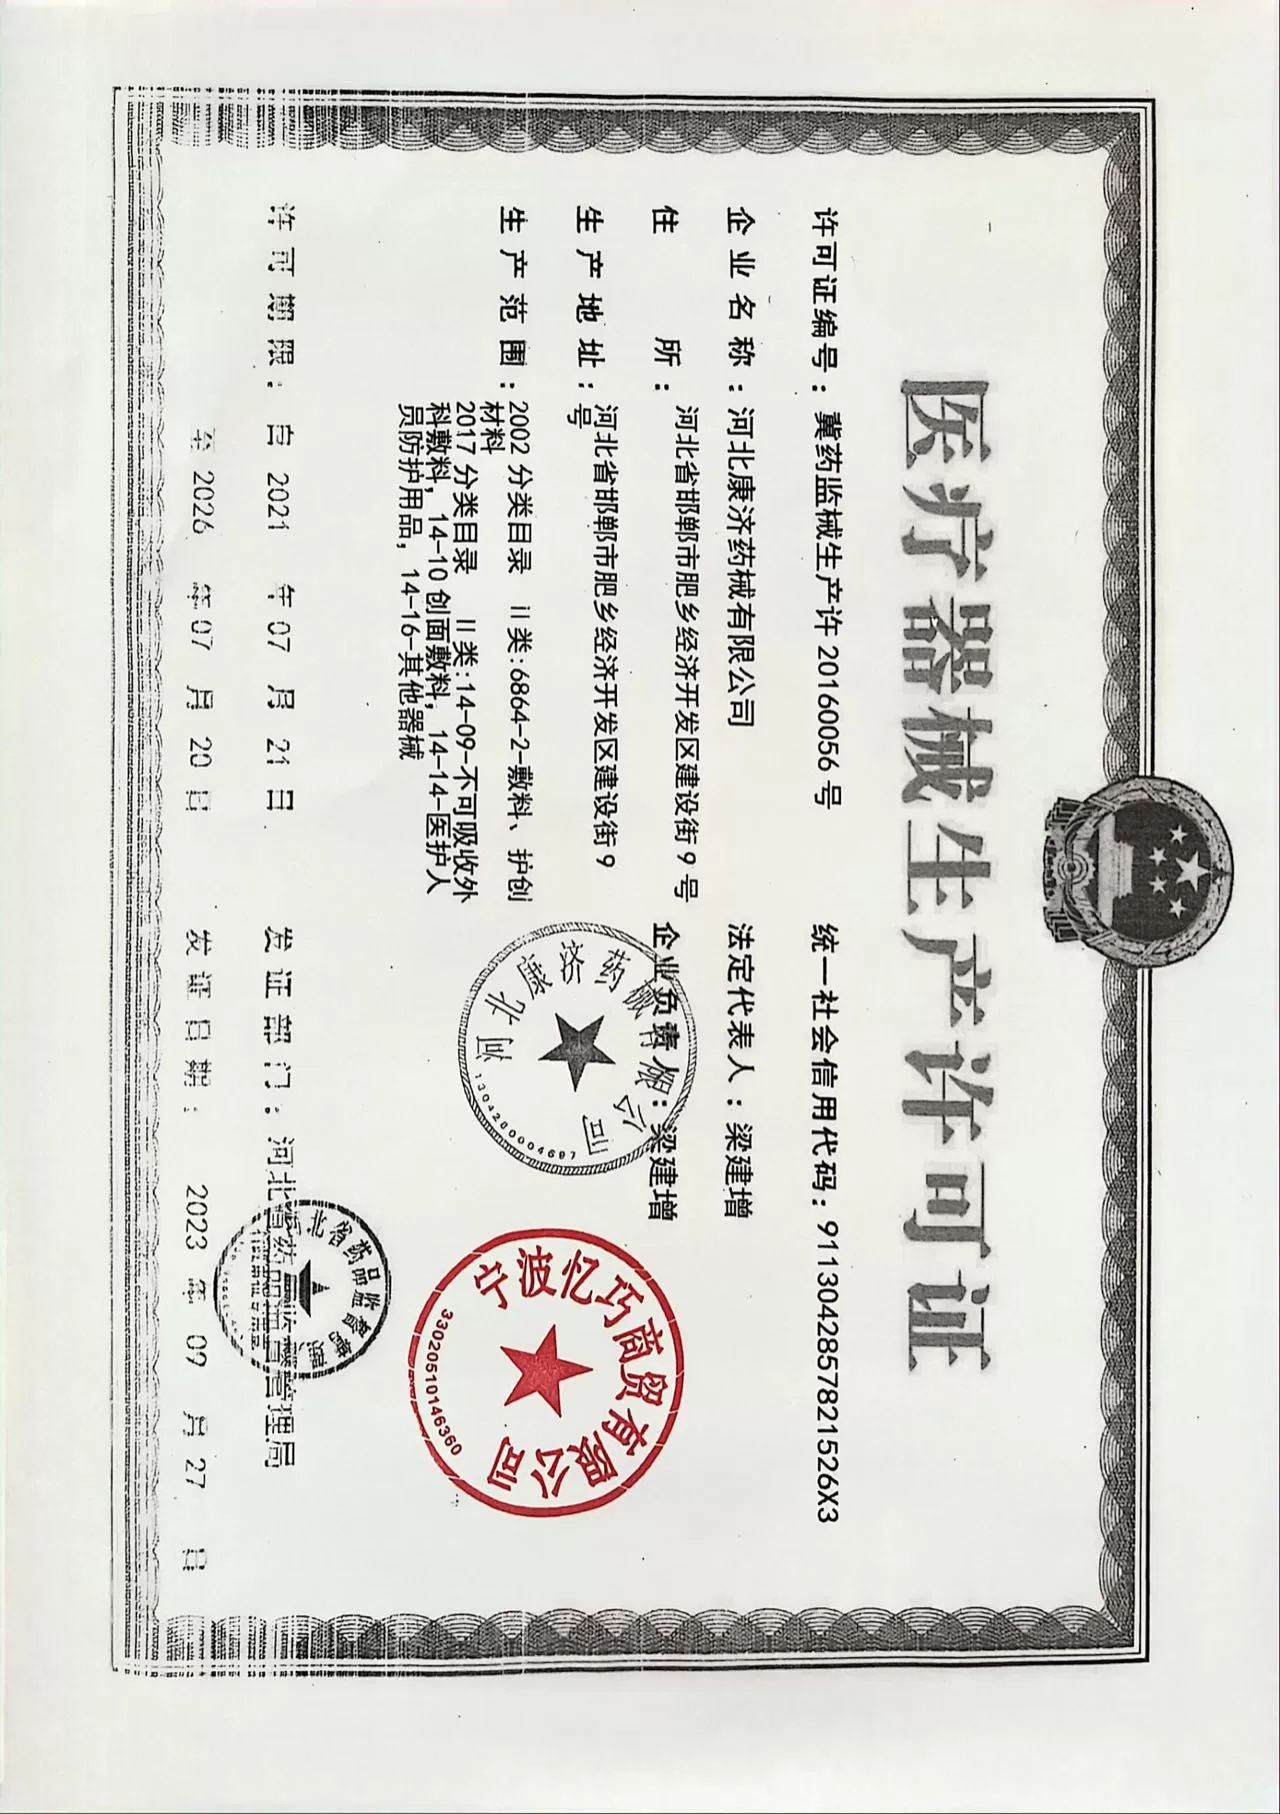 医疗器械生产许可证
许可证编号：冀药监械生产许20160056号
统一社会信用代码：911304285782152６X3
企业名称：河北康济药械有限公司
法定代表人：梁建增
住所：河北省邯郸市肥乡经济开发区建设街9号
企业负责人：梁建增
生产地址：河北省邯郸市肥乡经济开发区建设街9
号
生产范围：2002分类目录 II类:6864-2-敷料、护创
材料
2017分类目录 II类:14-09-不可吸收外
科敷料，14-10创面敷料，14-14-医护人
员防护用品，14-16-其他器械
河北康济药械有限公司
1304200004697
宁波忆巧商贸有限公司
3302051014６360
许可期限：自2021年07月21日
至2026年07月20日
发证部门：河北省药品监督管理局
发证日期：2023年09月27日